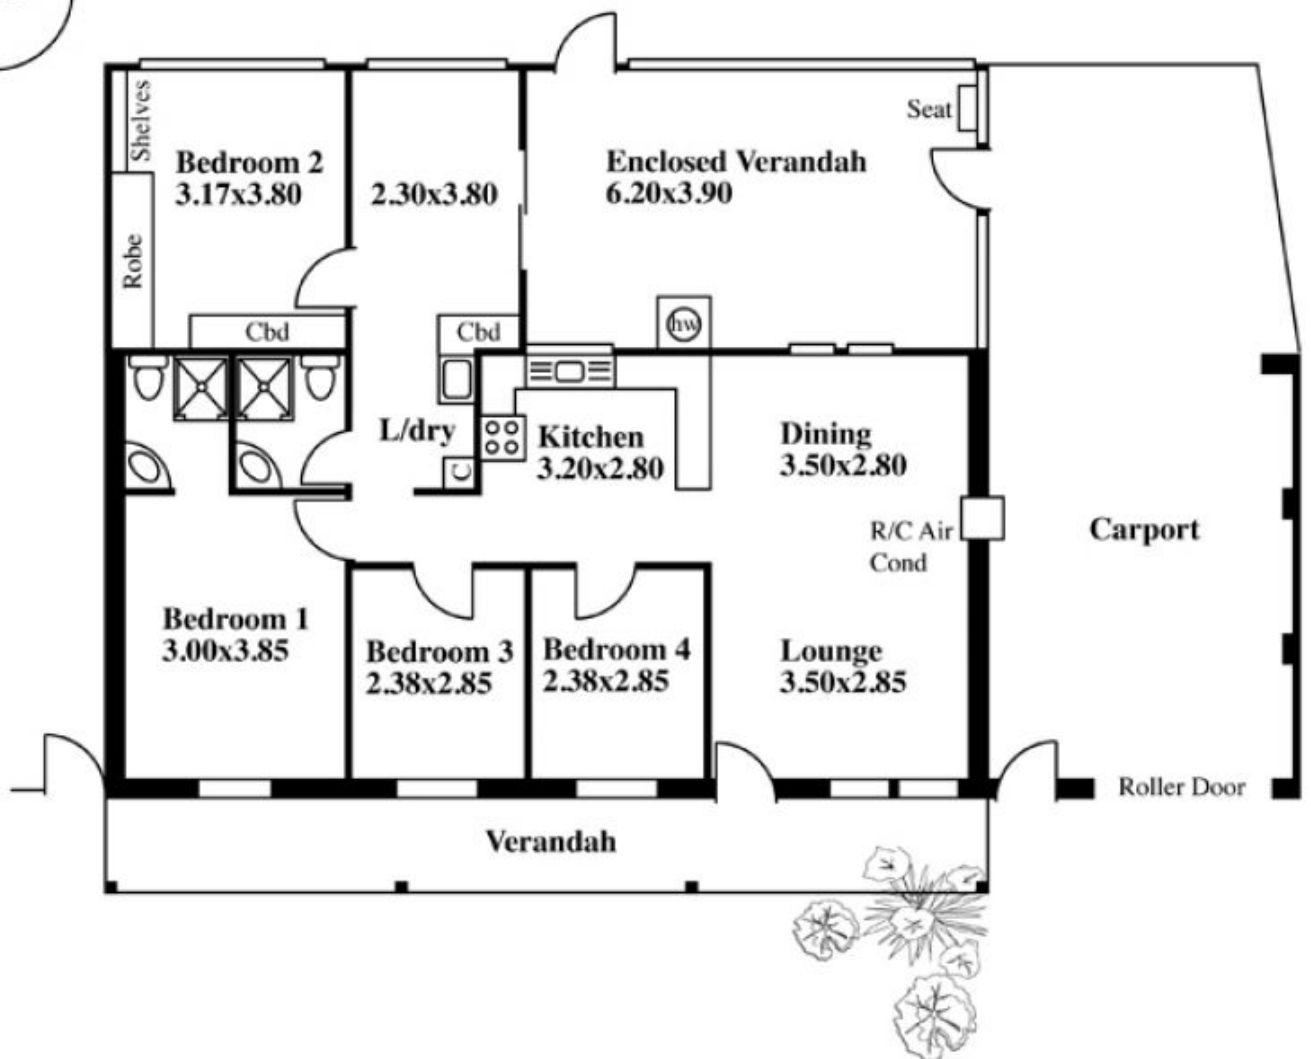 Shelves
Bedroom 2
3.17x3.80
Robe
Cbd
2.30x3.80
Cbd
Enclosed Verandah
6.20x3.90
Seat
hw
L/dry
C
Kitchen
3.20x2.80
Dining
3.50x2.80
R/C Air
Cond
Carport
Bedroom 1
3.00x3.85
Bedroom 3
2.38x2.85
Bedroom 4
2.38x2.85
Lounge
3.50x2.85
Roller Door
Verandah